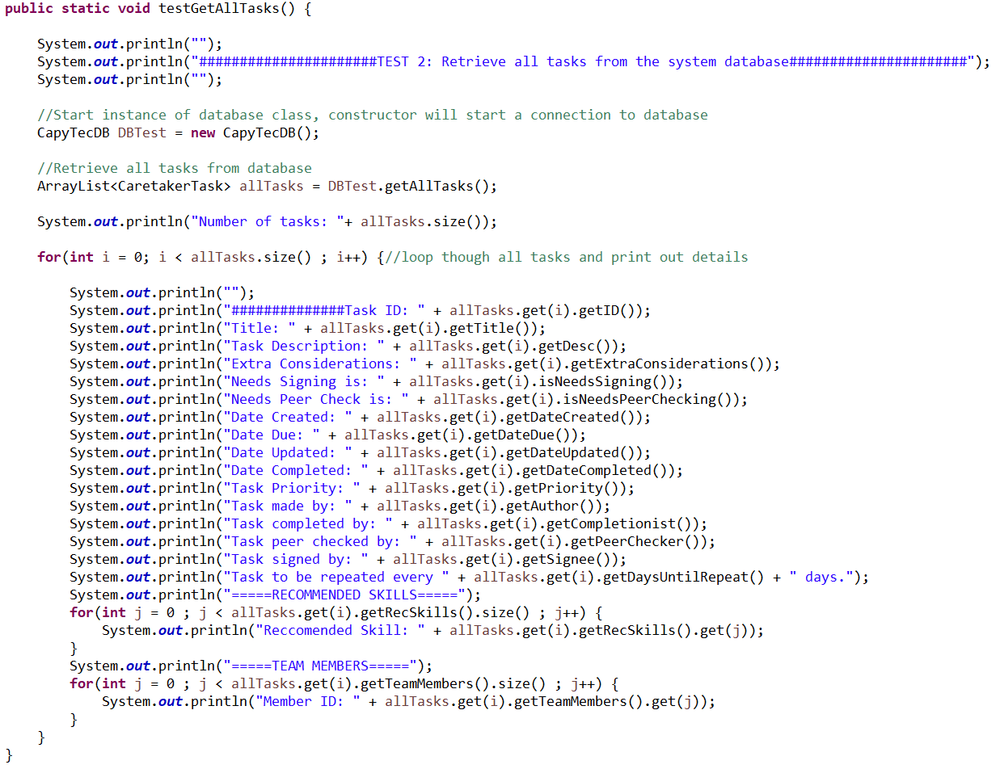 public static void testGetAllTasks() {
System.out.println("");
System.out.println("######################TEST 2: Retrieve all tasks from the system database######################");
System.out.println("");
//Start instance of database class, constructor will start a connection to database
CapyTecDB DBTest = new CapyTecDB();
//Retrieve all tasks from database
ArrayList<CaretakerTask> allTasks = DBTest.getAllTasks();
System.out.println("Number of tasks: "+ allTasks.size());
for(int i = 0; i < allTasks.size() ; i++) {//loop though all tasks and print out details
System.out.println("");
System.out.println("##############Task ID: " + allTasks.get(i).getID());
System.out.println("Title: " + allTasks.get(i).getTitle());
System.out.println("Task Description: " + allTasks.get(i).getDesc());
System.out.println("Extra Considerations: " + allTasks.get(i).getExtraConsiderations());
System.out.println("Needs Signing is: " + allTasks.get(i).isNeedsSigning());
System.out.println("Needs Peer Check is: " + allTasks.get(i).isNeedsPeerChecking());
System.out.println("Date Created: " + allTasks.get(i).getDateCreated());
System.out.println("Date Due: " + allTasks.get(i).getDateDue());
System.out.println("Date Updated: " + allTasks.get(i).getDateUpdated());
System.out.println("Date Completed: " + allTasks.get(i).getDateCompleted());
System.out.println("Task Priority: " + allTasks.get(i).getPriority());
System.out.println("Task made by: " + allTasks.get(i).getAuthor());
System.out.println("Task completed by: " + allTasks.get(i).getCompletionist());
System.out.println("Task peer checked by: " + allTasks.get(i).getPeerChecker());
System.out.println("Task signed by: " + allTasks.get(i).getSignee());
System.out.println("Task to be repeated every " + allTasks.get(i).getDaysUntilRepeat() + " days.");
System.out.println("=====RECOMMENDED SKILLS=====");
for(int j = 0 ; j < allTasks.get(i).getRecSkills().size() ; j++) {
System.out.println("Reccomended Skill: " + allTasks.get(i).getRecSkills().get(j));
}
System.out.println("=====TEAM MEMBERS=====");
for(int j = 0 ; j < allTasks.get(i).getTeamMembers().size() ; j++) {
System.out.println("Member ID: " + allTasks.get(i).getTeamMembers().get(j));
}
}
}